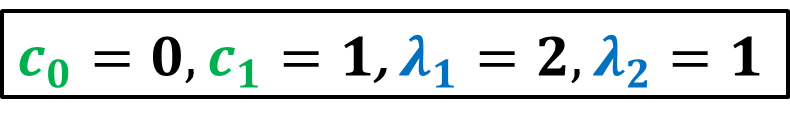 c₀ = 0, c₁ = 1, λ₁ = 2, λ₂ = 1